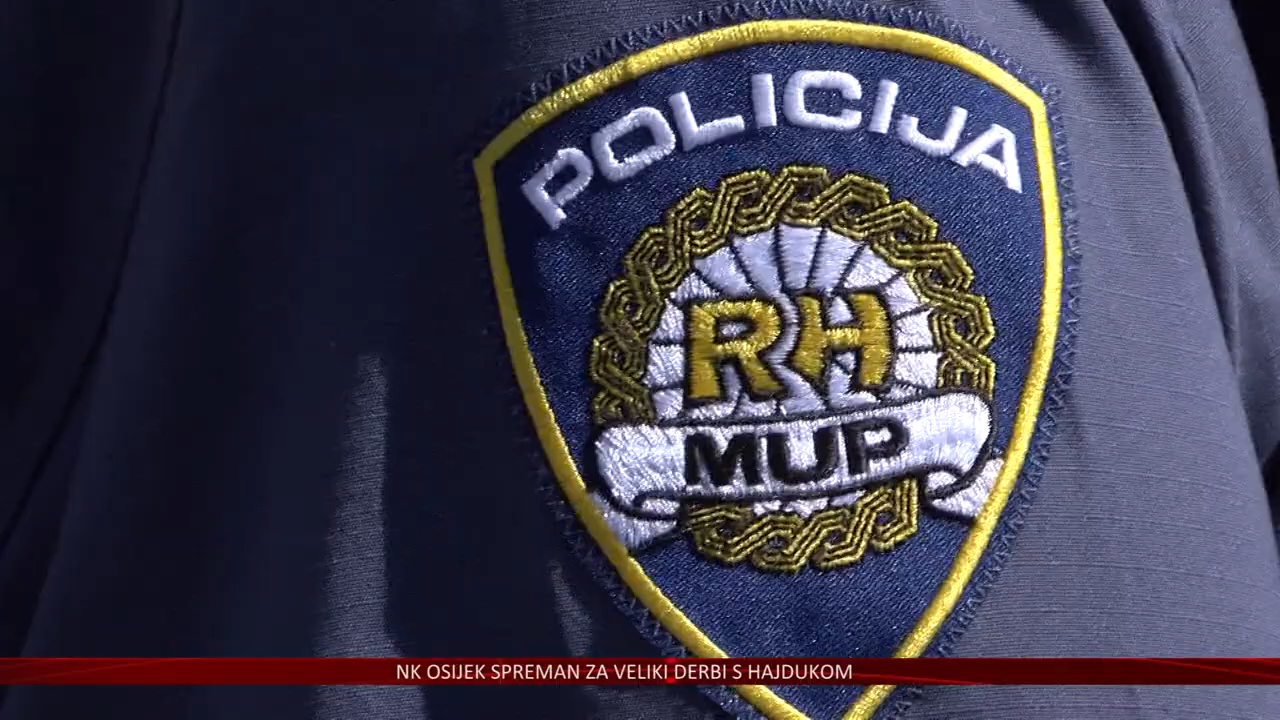 POLICIJA
RH
MUP
NK OSIJEK SPREMAN ZA VELIKI DERBI S HAJDUKOM